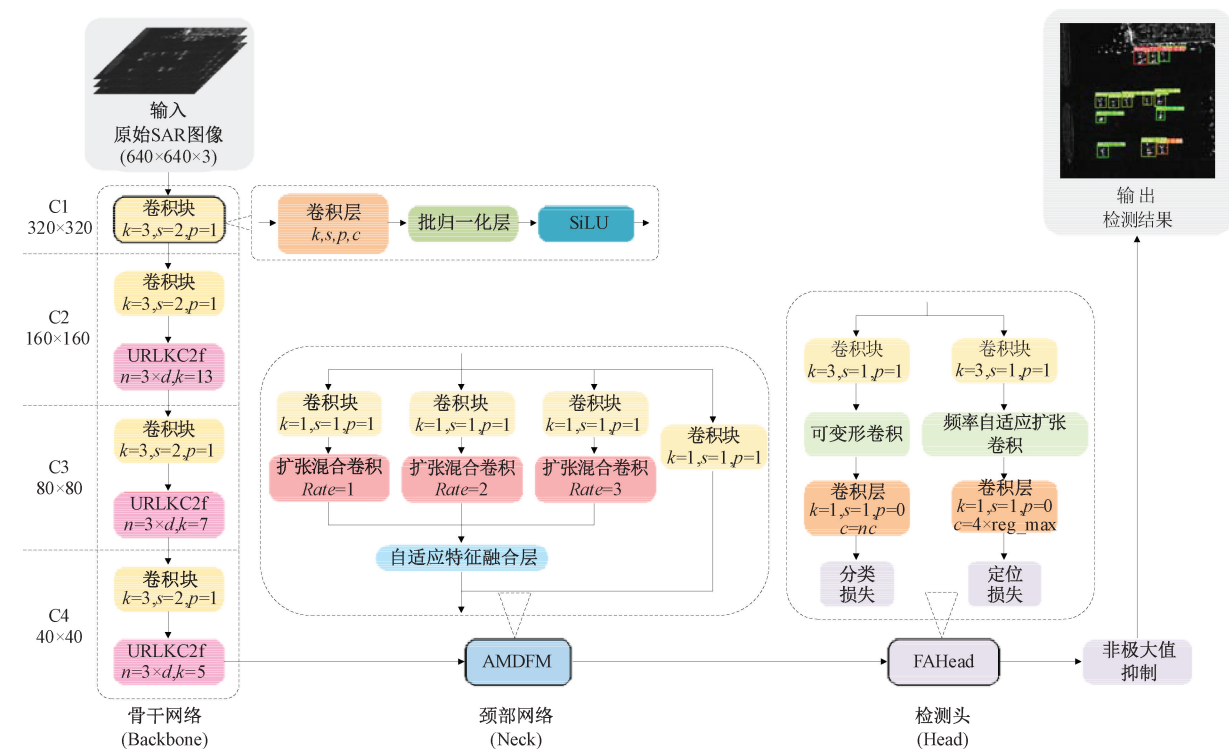 输入
原始SAR图像
(640×640×3)
C1
320×320
卷积块
k=3,s=2,p=1
卷积层
k,s,p,c
批归一化层
SiLU
输出
检测结果
C2
160×160
卷积块
k=3,s=2,p=1
URLKC2f
n=3×d,k=13
C3
80×80
卷积块
k=3,s=2,p=1
URLKC2f
n=3×d,k=7
C4
40×40
卷积块
k=3,s=2,p=1
URLKC2f
n=3×d,k=5
骨干网络
(Backbone)
卷积块
k=1,s=1,p=1
卷积块
k=1,s=1,p=1
卷积块
k=1,s=1,p=1
卷积块
k=1,s=1,p=1
扩张混合卷积
Rate=1
扩张混合卷积
Rate=2
扩张混合卷积
Rate=3
自适应特征融合层
AMDFM
颈部网络
(Neck)
卷积块
k=3,s=1,p=1
卷积块
k=3,s=1,p=1
可变形卷积
频率自适应扩张
卷积
卷积层
k=1,s=1,p=0
c=nc
卷积层
k=1,s=1,p=0
c=4×reg_max
分类
损失
定位
损失
FAHead
检测头
(Head)
非极大值
抑制